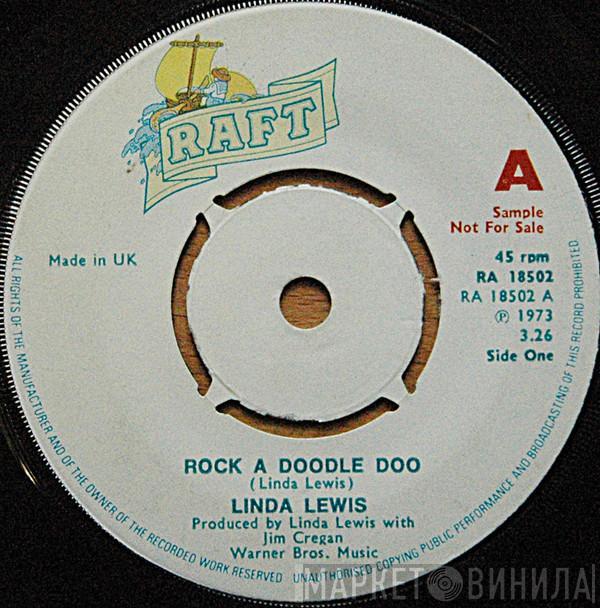 RAFT
A
Sample
Not For Sale
Made in UK
45 rpm
RA 18502
RA 18502 A
℗ 1973
3.26
Side One
ROCK A DOODLE DOO
(Linda Lewis)
LINDA LEWIS
Produced by Linda Lewis with
Jim Cregan
Warner Bros. Music
ALL RIGHTS OF THE MANUFACTURER AND OF THE OWNER OF THE RECORDED WORK RESERVED UNAUTHORISED COPYING PUBLIC PERFORMANCE AND BROADCASTING OF THIS RECORD PROHIBITED
МАРКЕТ ВИНИЛА